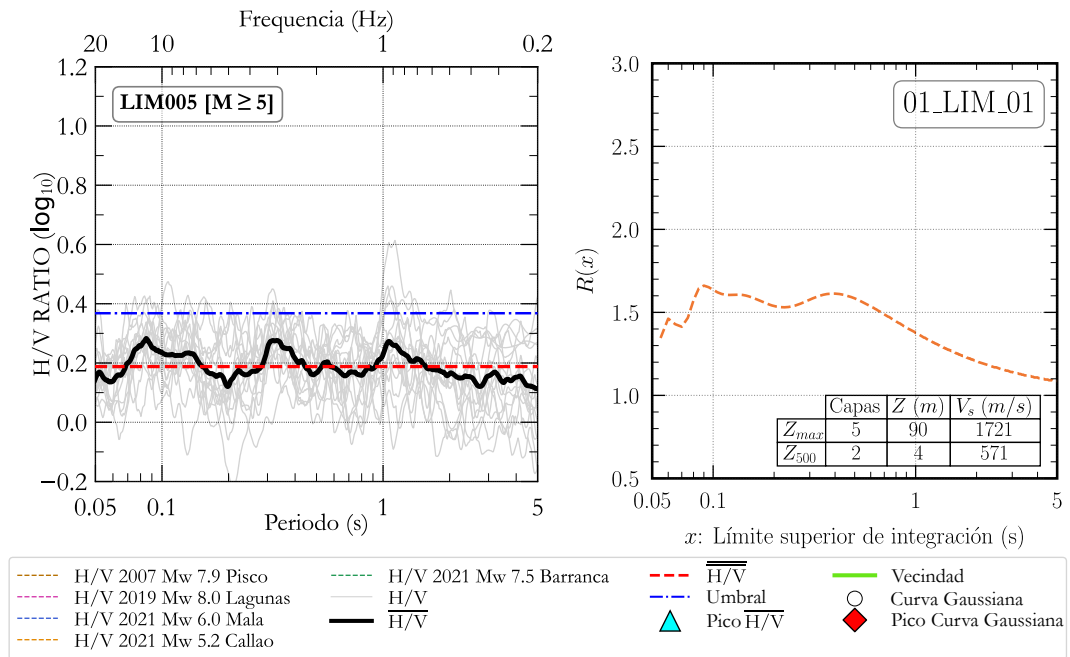 Frequencia (Hz)
20 10 1 0.2
LIM005 [M ≥ 5]
H/V RATIO (log10)
1.2
1.0
0.8
0.6
0.4
0.2
0.0
−0.2
0.05 0.1 1 5
Periodo (s)
01_LIM_01
R(x)
3.0
2.5
2.0
1.5
1.0
0.5
Capas Z (m) Vs (m/s)
Zmax 5 90 1721
Z500 2 4 571
0.05 0.1 1 5
x: Límite superior de integración (s)
H/V 2007 Mw 7.9 Pisco
H/V 2019 Mw 8.0 Lagunas
H/V 2021 Mw 6.0 Mala
H/V 2021 Mw 5.2 Callao
H/V 2021 Mw 7.5 Barranca
H/V
H/V
H/V
Umbral
Pico H/V
Vecindad
Curva Gaussiana
Pico Curva Gaussiana